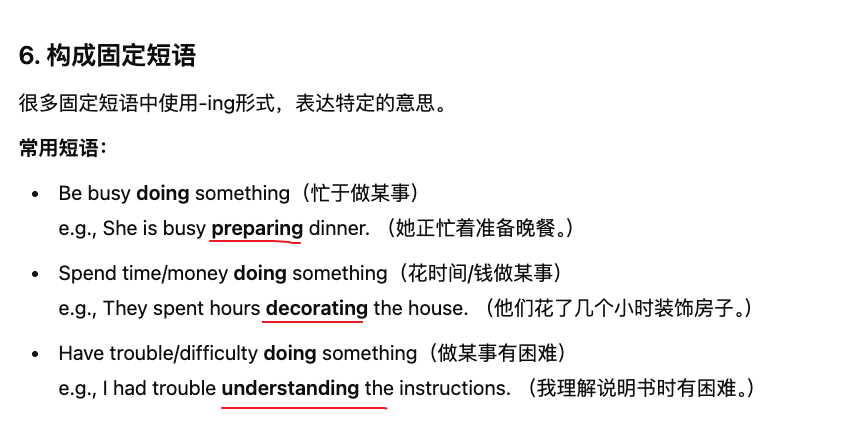 6. 构成固定短语
很多固定短语中使用-ing形式，表达特定的意思。
常用短语：
• Be busy doing something（忙于做某事）
e.g., She is busy preparing dinner. （她正忙着准备晚餐。）
• Spend time/money doing something（花时间/钱做某事）
e.g., They spent hours decorating the house. （他们花了几个小时装饰房子。）
• Have trouble/difficulty doing something（做某事有困难）
e.g., I had trouble understanding the instructions. （我理解说明书时有困难。）